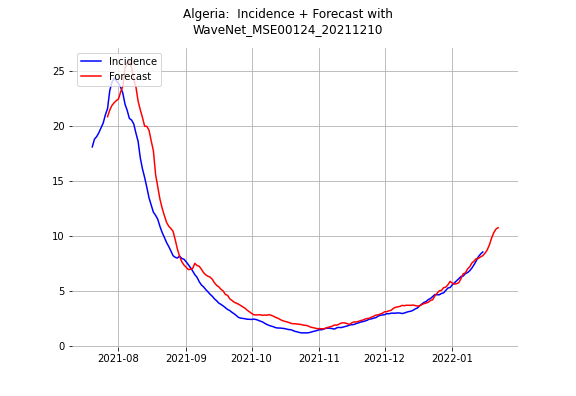 Algeria:  Incidence + Forecast with
WaveNet_MSE00124_20211210
Incidence
Forecast
25
20
15
10
5
0
2021-08 2021-09 2021-10 2021-11 2021-12 2022-01